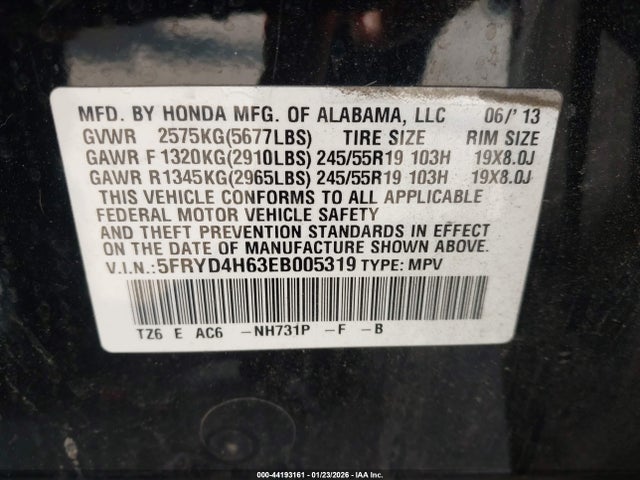 MFD. BY HONDA MFG. OF ALABAMA, LLC 06/'13
GVWR 2575KG(5677LBS) TIRE SIZE RIM SIZE
GAWR F 1320KG(2910LBS) 245/55R19 103H 19X8.0J
GAWR R1345KG(2965LBS) 245/55R19 103H 19X8.0J
THIS VEHICLE CONFORMS TO ALL APPLICABLE
FEDERAL MOTOR VEHICLE SAFETY
AND THEFT PREVENTION STANDARDS IN EFFECT
ON THE DATE OF MANUFACTURE SHOWN ABOVE.
V.I.N.:5FRYD4H63EB005319 TYPE: MPV
TZ6 E AC6 -NH731P -F -B
000-44193161 - 01/23/2026 - IAA Inc.